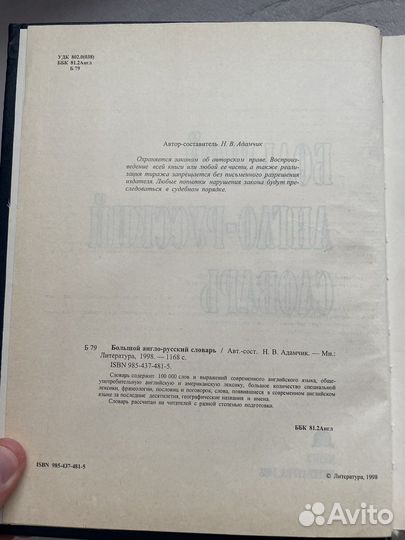 УДК 802.0(038)
ББК 81.2Англ
Б 79
Автор-составитель Н. В. Адамчик
Охраняется законом об авторском праве. Воспроиз-
ведение всей книги или любой ее части, а также реали-
зация тиража запрещается без письменного разрешения
издателя. Любые попытки нарушения закона будут пре-
следоваться в судебном порядке.
БОЛЬШОЙ
АНГЛО-РУССКИЙ
СЛОВАРЬ
Б 79 Большой англо-русский словарь / Авт.-сост. Н. В. Адамчик. — Мн.:
Литература, 1998. — 1168 с.
ISBN 985-437-481-5.
Словарь содержит 100 000 слов и выражений современного английского языка, обще-
употребительную английскую и американскую лексику, большое количество специальной
лексики, фразеологии, пословиц и поговорок, слова, появившиеся в современном английском
языке за последние десятилетия, географические названия и имена.
Словарь рассчитан на читателей с разной степенью подготовки.
ББК 81.2Англ
ISBN 985-437-481-5
© Литература, 1998
Avito